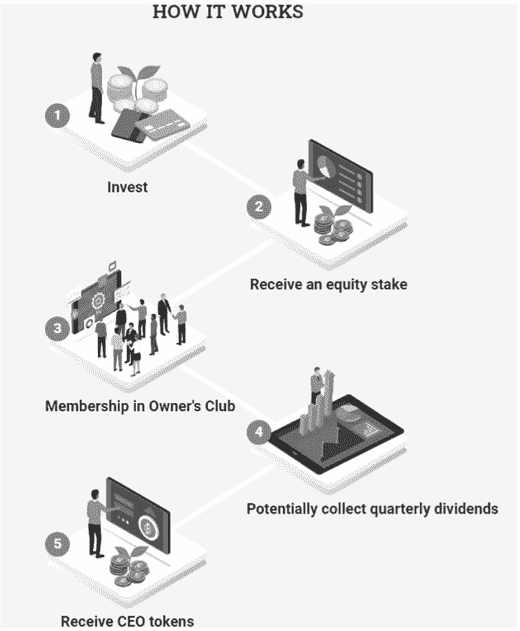 HOW IT WORKS
1
Invest
2
Receive an equity stake
3
Membership in Owner's Club
4
Potentially collect quarterly dividends
5
Receive CEO tokens